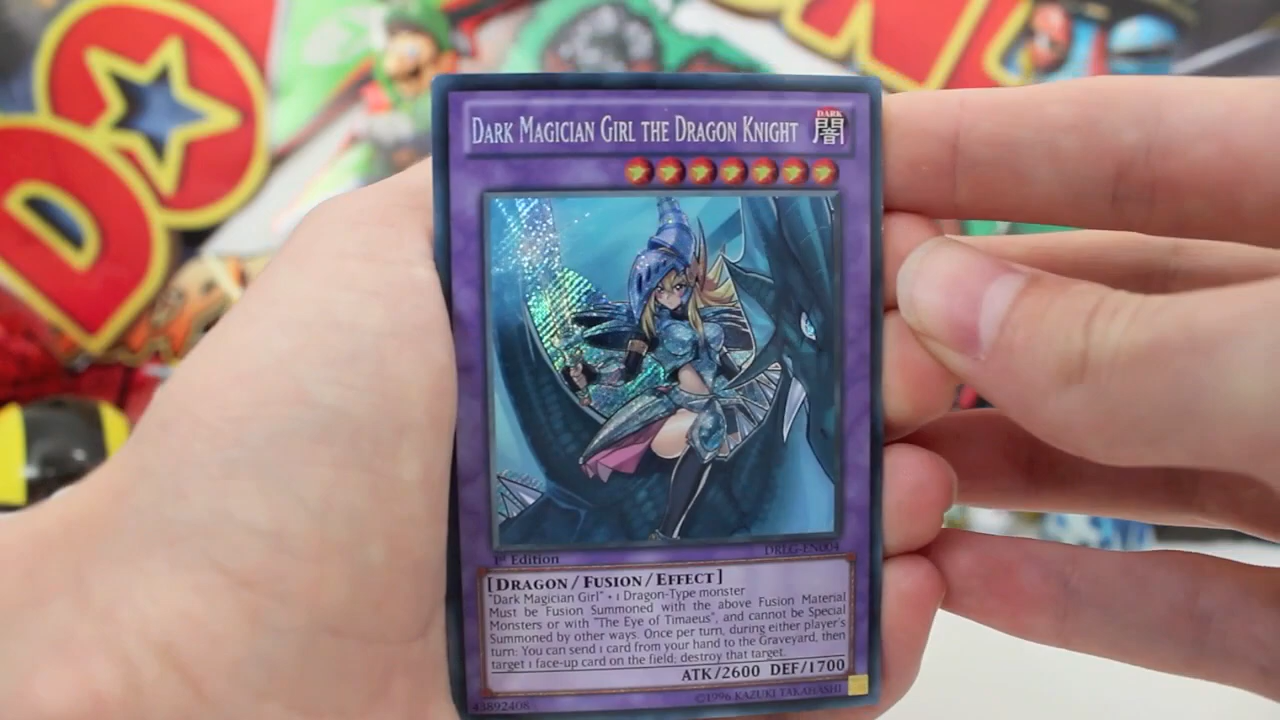 DO
DARK MAGICIAN GIRL THE DRAGON KNIGHT
DARK
闇
1st Edition
DRLG-EN004
[DRAGON / FUSION / EFFECT]
"Dark Magician Girl" + 1 Dragon-Type monster
Must be Fusion Summoned with the above Fusion Material
Monsters or with "The Eye of Timaeus", and cannot be Special
Summoned by other ways. Once per turn, during either player's
turn: You can send 1 card from your hand to the Graveyard, then
target 1 face-up card on the field; destroy that target.
ATK/2600 DEF/1700
43892408
©1996 KAZUKI TAKAHASHI